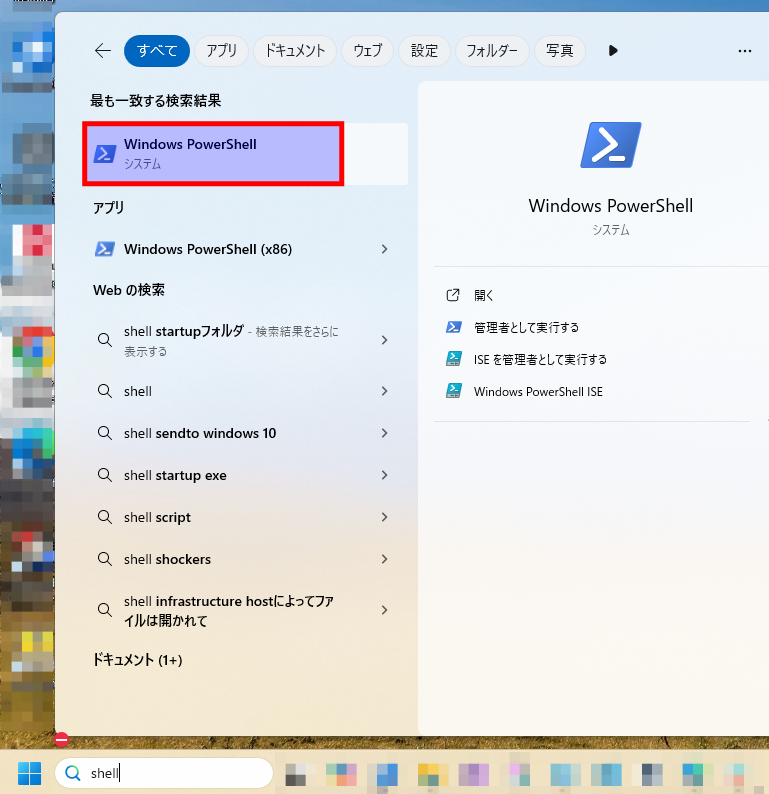 すべて
アプリ
ドキュメント
ウェブ
設定
フォルダー
写真
最も一致する検索結果
Windows PowerShell
システム
アプリ
Windows PowerShell (x86)
Web の検索
shell startupフォルダ - 検索結果をさらに
表示する
shell
shell sendto windows 10
shell startup exe
shell script
shell shockers
shell infrastructure hostによってファ
イルは開かれて
ドキュメント (1+)
Windows PowerShell
システム
開く
管理者として実行する
ISE を管理者として実行する
Windows PowerShell ISE
shell